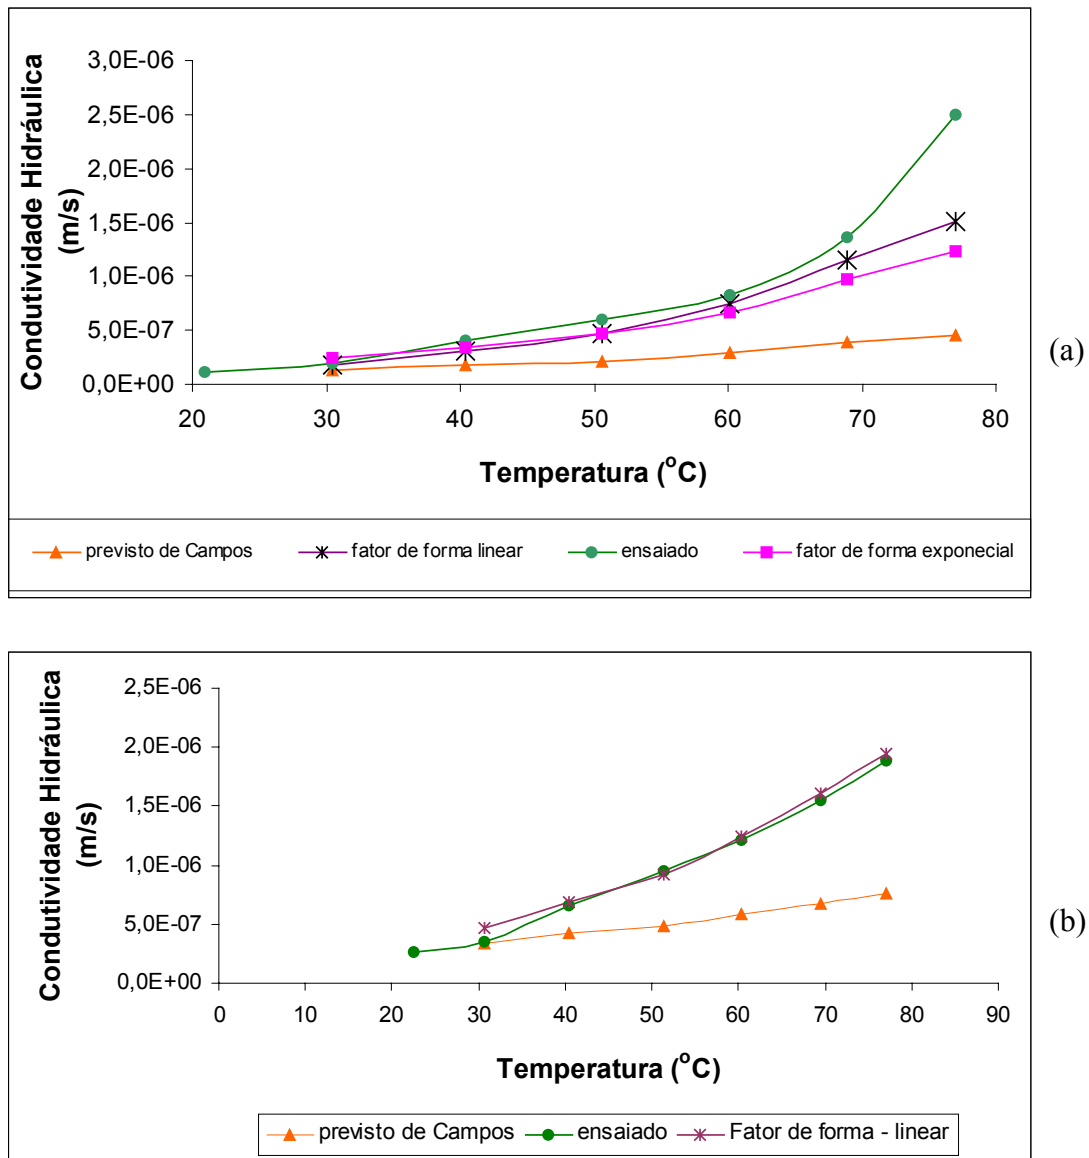 Condutividade Hidráulica
(m/s)
3,0E-06
2,5E-06
2,0E-06
1,5E-06
1,0E-06
5,0E-07
0,0E+00
20 30 40 50 60 70 80
Temperatura (°C)
previsto de Campos fator de forma linear ensaiado fator de forma exponecial
(a)
Condutividade Hidráulica
(m/s)
2,5E-06
2,0E-06
1,5E-06
1,0E-06
5,0E-07
0,0E+00
0 10 20 30 40 50 60 70 80 90
Temperatura (°C)
previsto de Campos ensaiado Fator de forma - linear
(b)